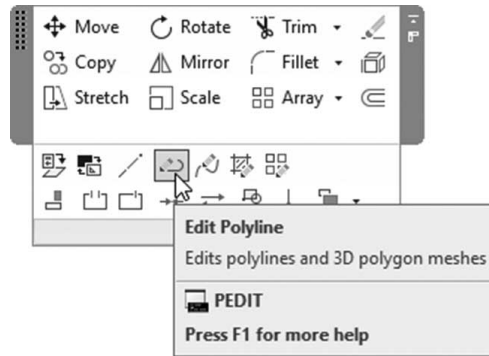 Move Rotate Trim
Copy Mirror Fillet
Stretch Scale Array
Edit Polyline
Edits polylines and 3D polygon meshes
PEDIT
Press F1 for more help